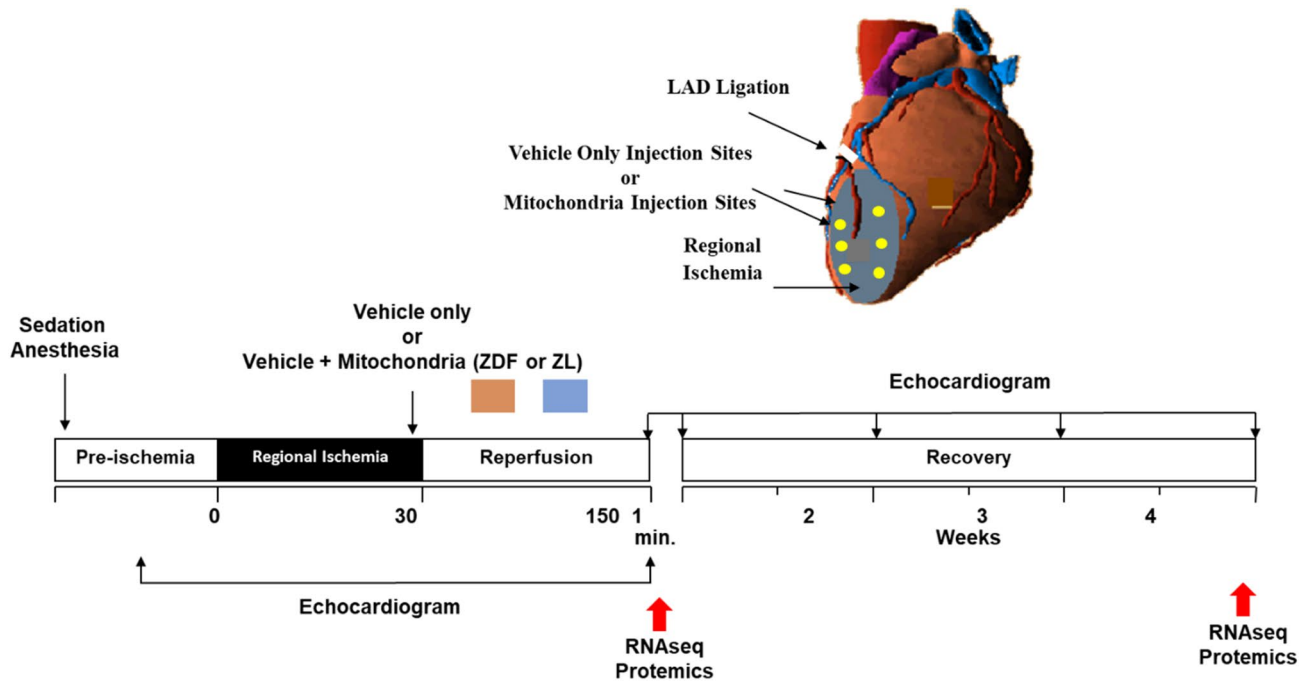 LAD Ligation
Vehicle Only Injection Sites
or
Mitochondria Injection Sites
Regional
Ischemia
Sedation
Anesthesia
Vehicle only
or
Vehicle + Mitochondria (ZDF or ZL)
Echocardiogram
Pre-ischemia
Regional Ischemia
Reperfusion
Recovery
0
30
150
1
2
3
4
min.
Weeks
Echocardiogram
RNAseq
Protemics
RNAseq
Protemics